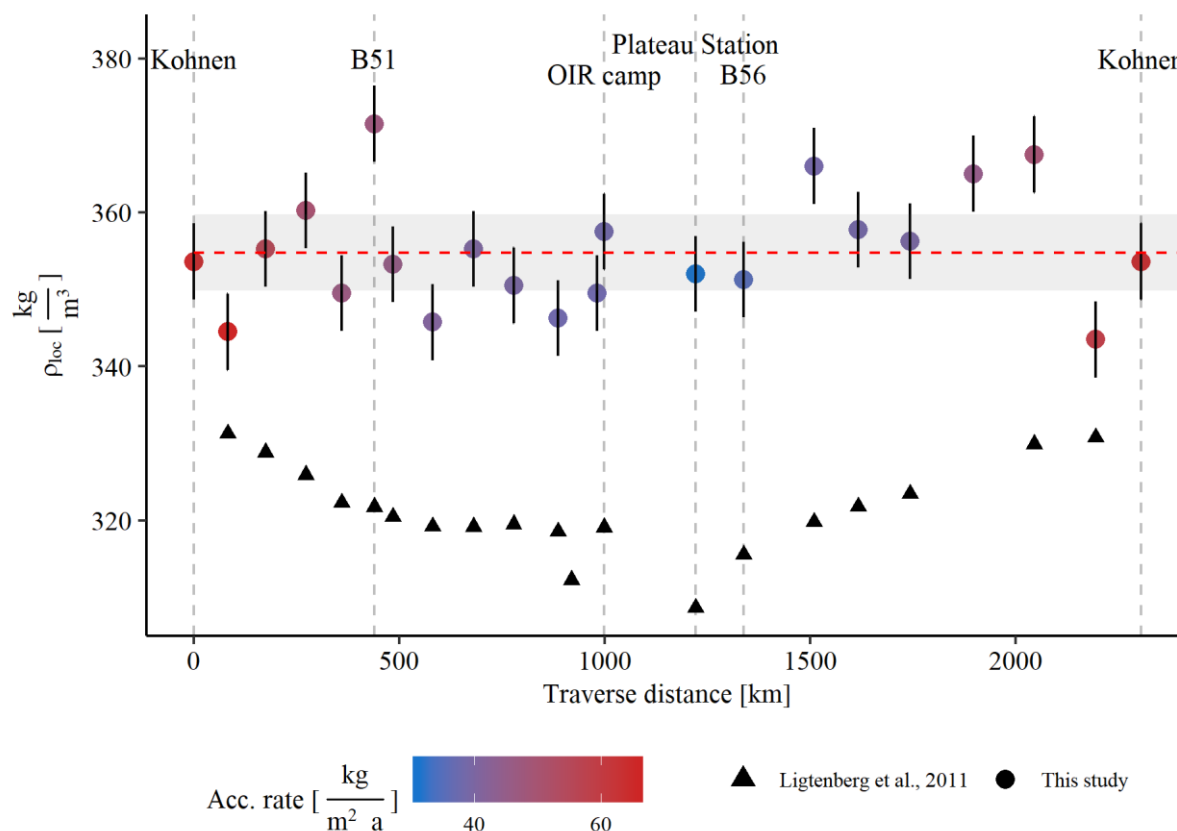 Plateau Station
Kohnen B51 OIR camp B56 Kohnen
380
360
340
320
ρloc [kg/m³]
0 500 1000 1500 2000
Traverse distance [km]
Acc. rate [kg/m² a]
40 60
Ligtenberg et al., 2011 This study